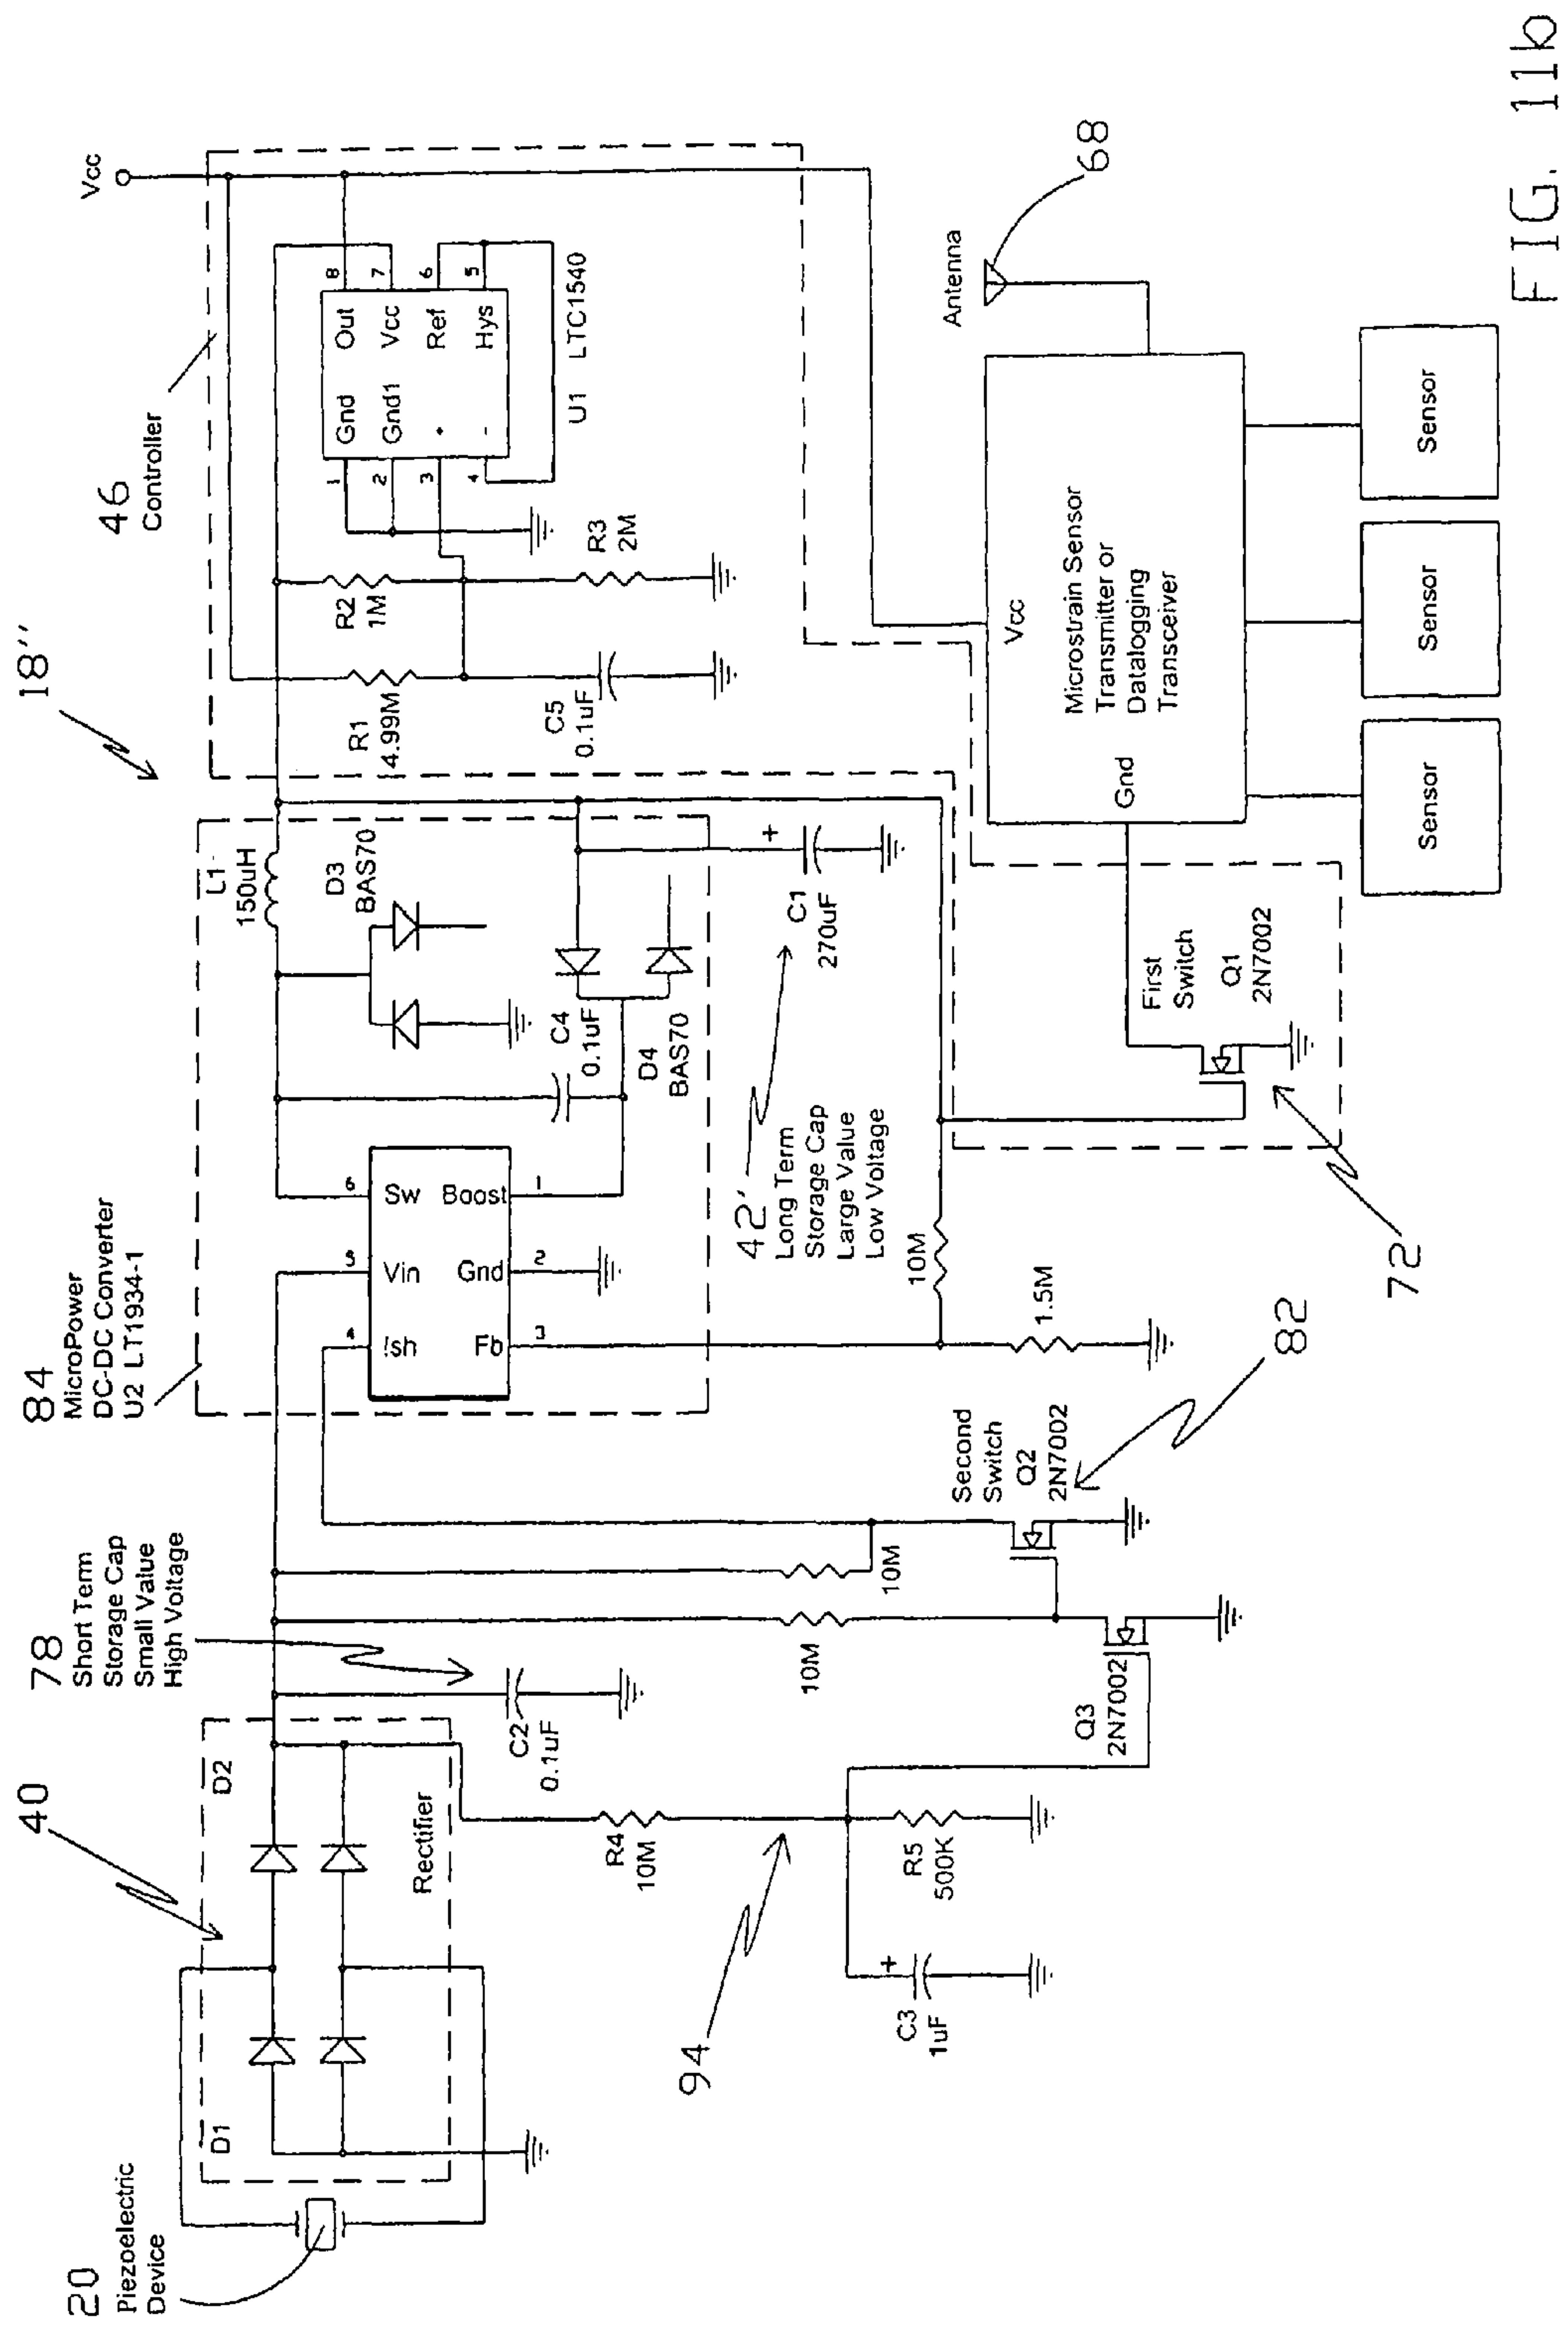 18''
20
Piezoelectric
Device
40
D1
D2
Rectifier
78
Short Term
Storage Cap
Small Value
High Voltage
C2
0.1uF
94
R4
10M
R5
500K
C3
1uF
+
10M
10M
Q3
2N7002
Second
Switch
Q2
2N7002
82
84
MicroPower
DC-DC Converter
U2 LT1934-1
4
5
6
!sh
Vin
Sw
Fb
Gnd
Boost
3
2
1
L1
150uH
D3
BAS70
C4
0.1uF
D4
BAS70
42'
Long Term
Storage Cap
Large Value
Low Voltage
+
C1
270uF
10M
1.5M
72
First
Switch
Q1
2N7002
46
Controller
R1
4.99M
C5
0.1uF
R2
1M
R3
2M
1
2
3
4
Gnd
Gnd1
+
-
Out
Vcc
Ref
Hys
8
7
6
5
U1 LTC1540
Vcc
Vcc
Gnd
Microstrain Sensor
Transmitter or
Datalogging
Transceiver
Antenna
68
Sensor
Sensor
Sensor
FIG. 11b